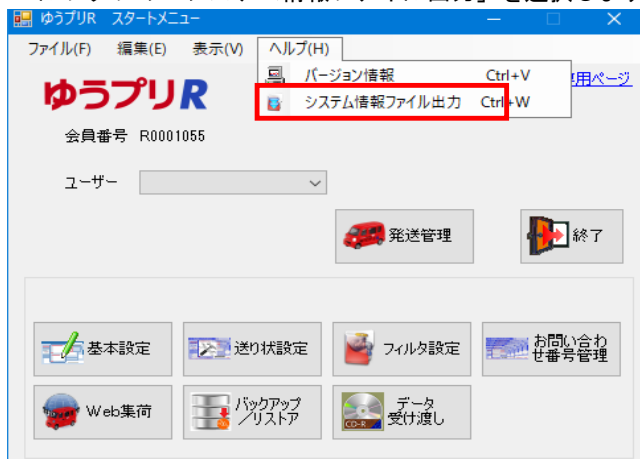 ゆうプリR スタートメニュー
ファイル(F) 編集(E) 表示(V) ヘルプ(H)
バージョン情報 Ctrl+V
システム情報ファイル出力 Ctrl+W
用ページ
ゆうプリR
会員番号 R0001055
ユーザー
発送管理
終了
基本設定
送り状設定
フィルタ設定
お問い合わ
せ番号管理
Web集荷
バックアップ
/リストア
CD-R
データ
受け渡し